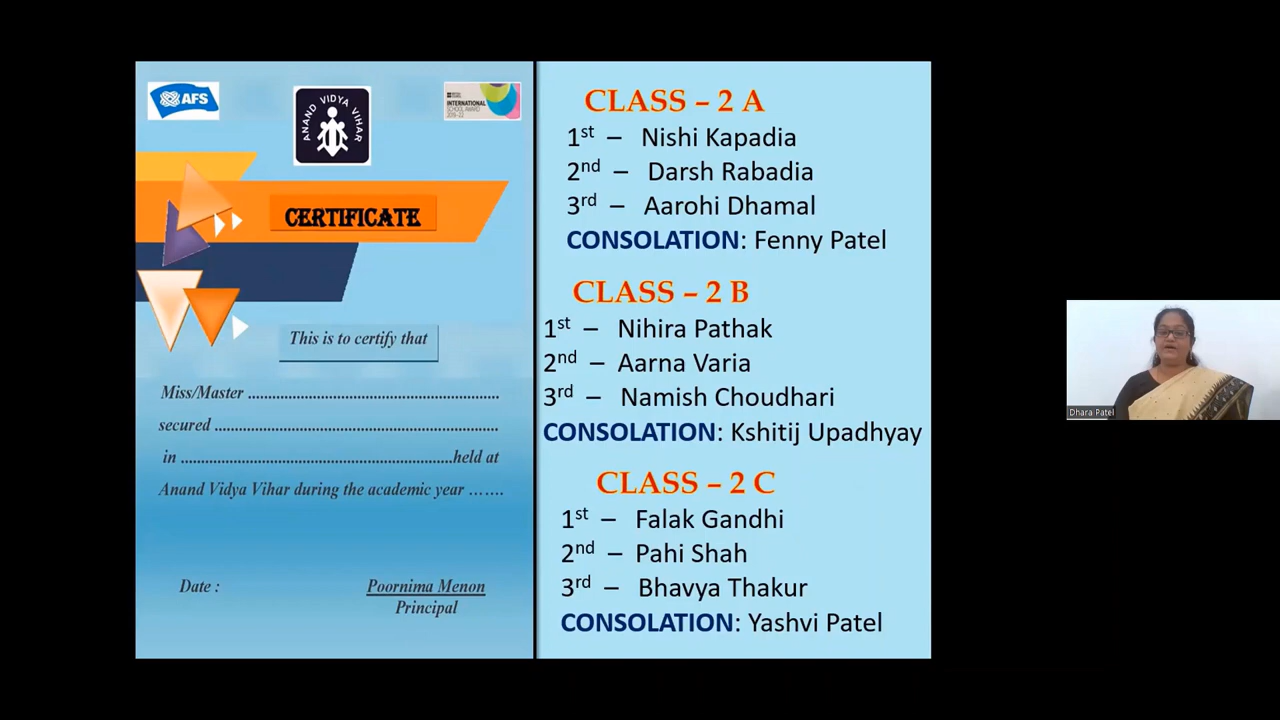 AFS
ANAND VIDYA VIHAR
INTERNATIONAL
SCHOOL AWARD
CERTIFICATE
This is to certify that
Miss/Master ..................................................................
secured ..........................................................................
in ......................................................................held at
Anand Vidya Vihar during the academic year .......
Date :
Poornima Menon
Principal
CLASS – 2 A
1st – Nishi Kapadia
2nd – Darsh Rabadia
3rd – Aarohi Dhamal
CONSOLATION: Fenny Patel
CLASS – 2 B
1st – Nihira Pathak
2nd – Aarna Varia
3rd – Namish Choudhari
CONSOLATION: Kshitij Upadhyay
CLASS – 2 C
1st – Falak Gandhi
2nd – Pahi Shah
3rd – Bhavya Thakur
CONSOLATION: Yashvi Patel
Dhara Patel